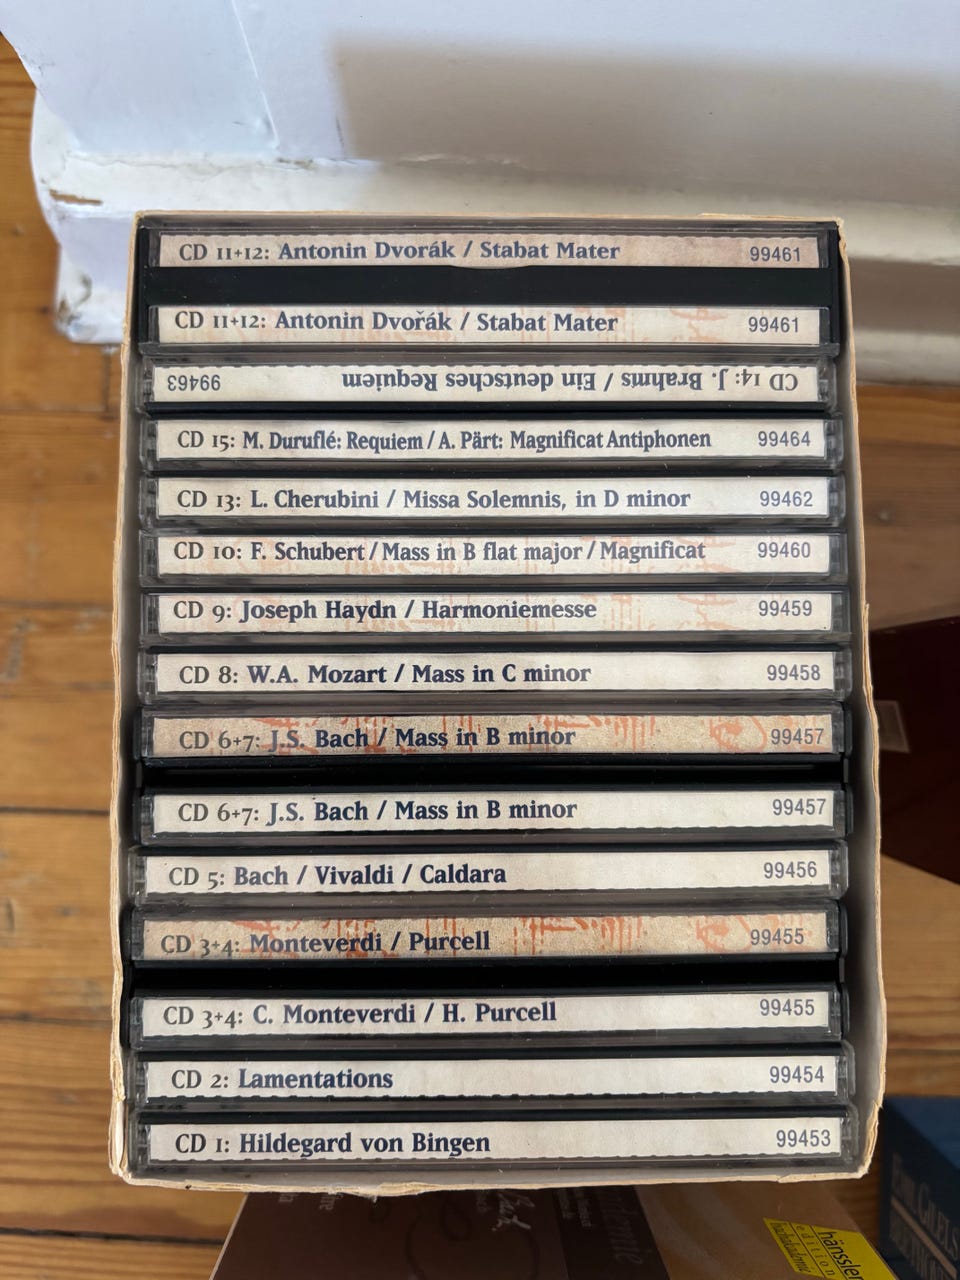 CD 11+12: Antonin Dvorák / Stabat Mater 99461
CD 11+12: Antonin Dvořák / Stabat Mater 99461
CD 14: J. Brahms / Ein deutsches Requiem 99463
CD 15: M. Duruflé: Requiem / A. Pärt: Magnificat Antiphonen 99464
CD 13: L. Cherubini / Missa Solemnis, in D minor 99462
CD 10: F. Schubert / Mass in B flat major / Magnificat 99460
CD 9: Joseph Haydn / Harmoniemesse 99459
CD 8: W.A. Mozart / Mass in C minor 99458
CD 6+7: J.S. Bach / Mass in B minor 99457
CD 6+7: J.S. Bach / Mass in B minor 99457
CD 5: Bach / Vivaldi / Caldara 99456
CD 3+4: Monteverdi / Purcell 99455
CD 3+4: C. Monteverdi / H. Purcell 99455
CD 2: Lamentations 99454
CD 1: Hildegard von Bingen 99453
hänssler
edition
bachakademie
EMIL GILELS